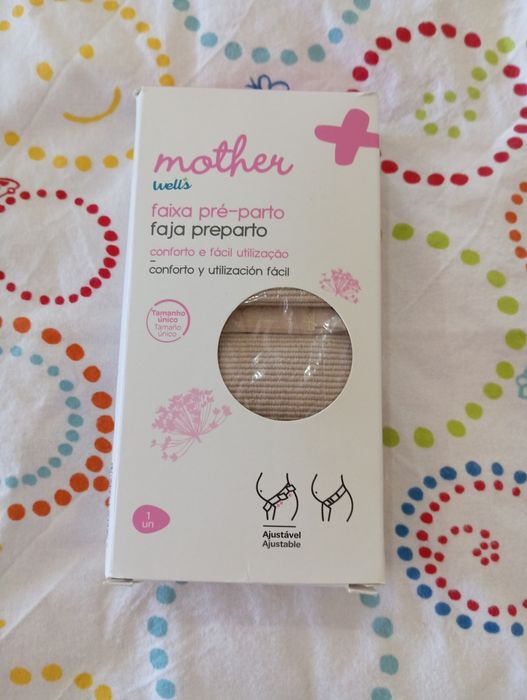 mother
well's
faixa pré-parto
faja preparto
conforto e fácil utilização
–
conforto y utilización fácil
Tamanho
único
Tamaño
único
1
un
Ajustável
Ajustable